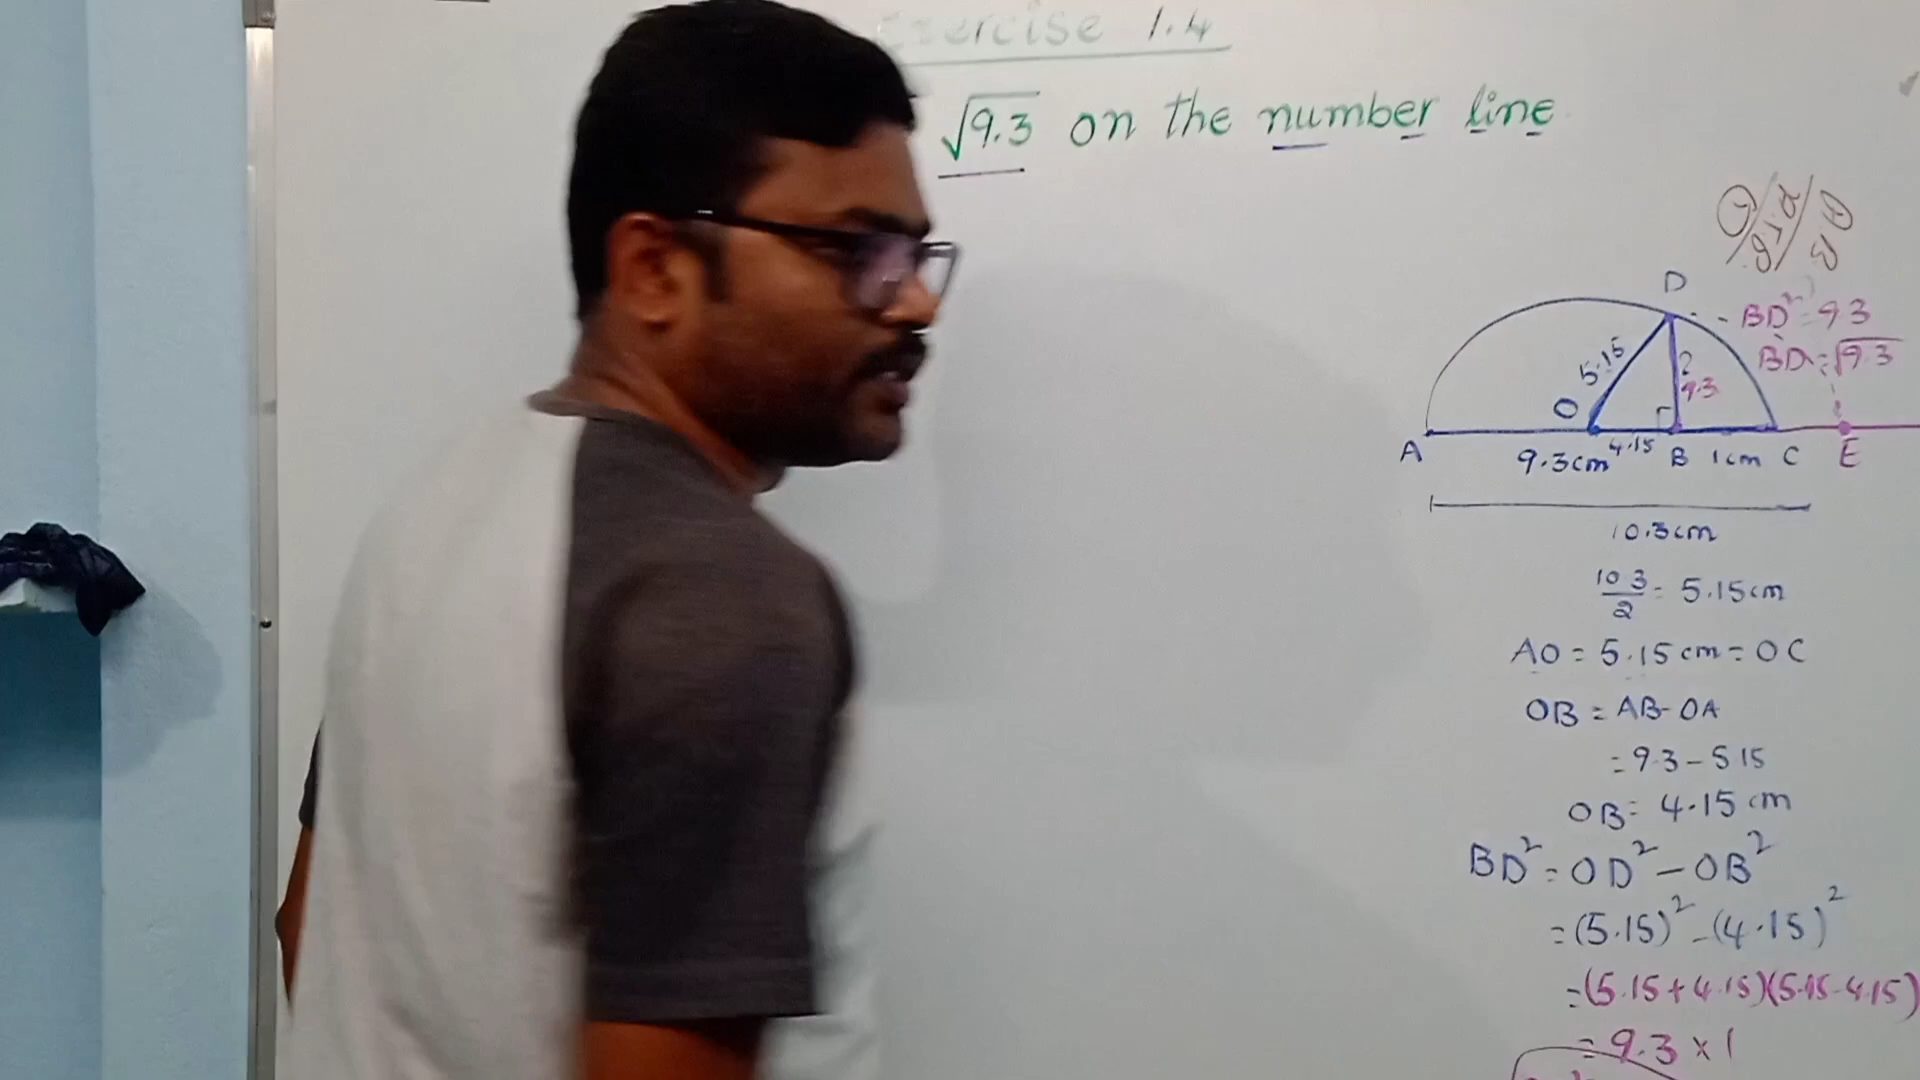 Exercise 1.4
√9.3 on the number line
D
BD² = 9.3
BD = √9.3
5.15
?
9.3
O
A
9.3cm
4.15
B
1cm
C
E
10.3cm
10.3/2 = 5.15cm
AO = 5.15cm = OC
OB = AB - OA
= 9.3 - 5.15
OB = 4.15 cm
BD² = OD² - OB²
= (5.15)² - (4.15)²
= (5.15 + 4.15)(5.15 - 4.15)
= 9.3 × 1